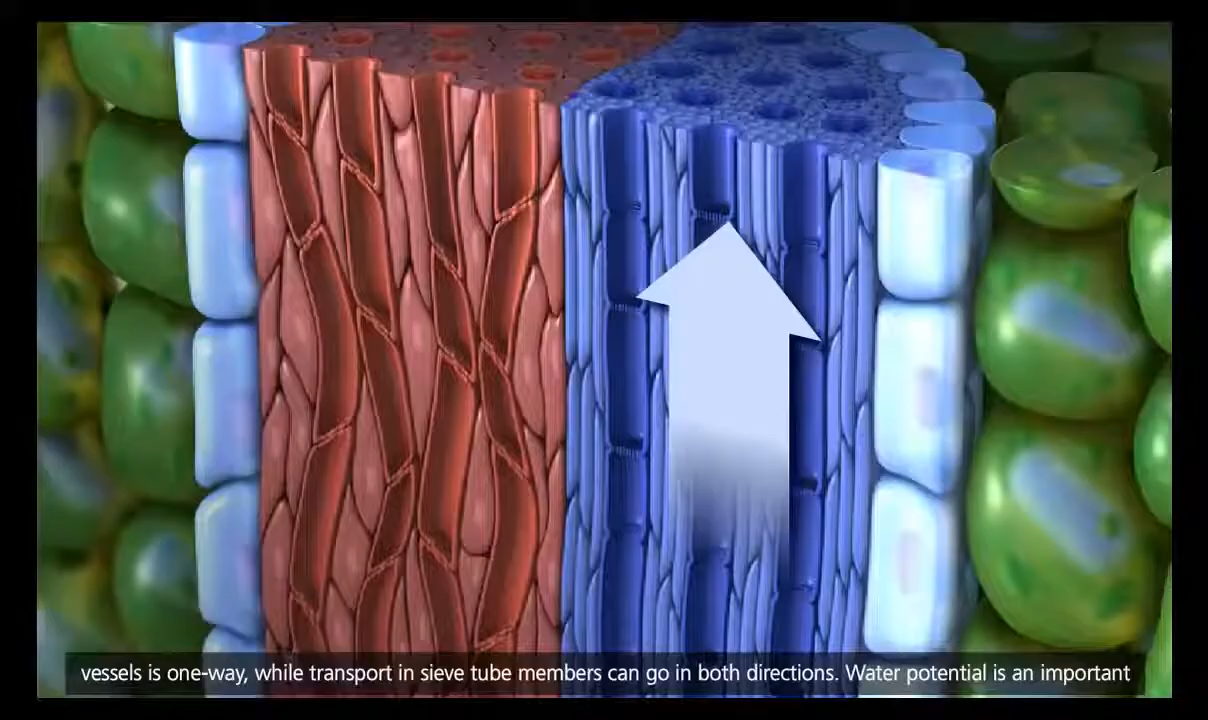 vessels is one-way, while transport in sieve tube members can go in both directions. Water potential is an important